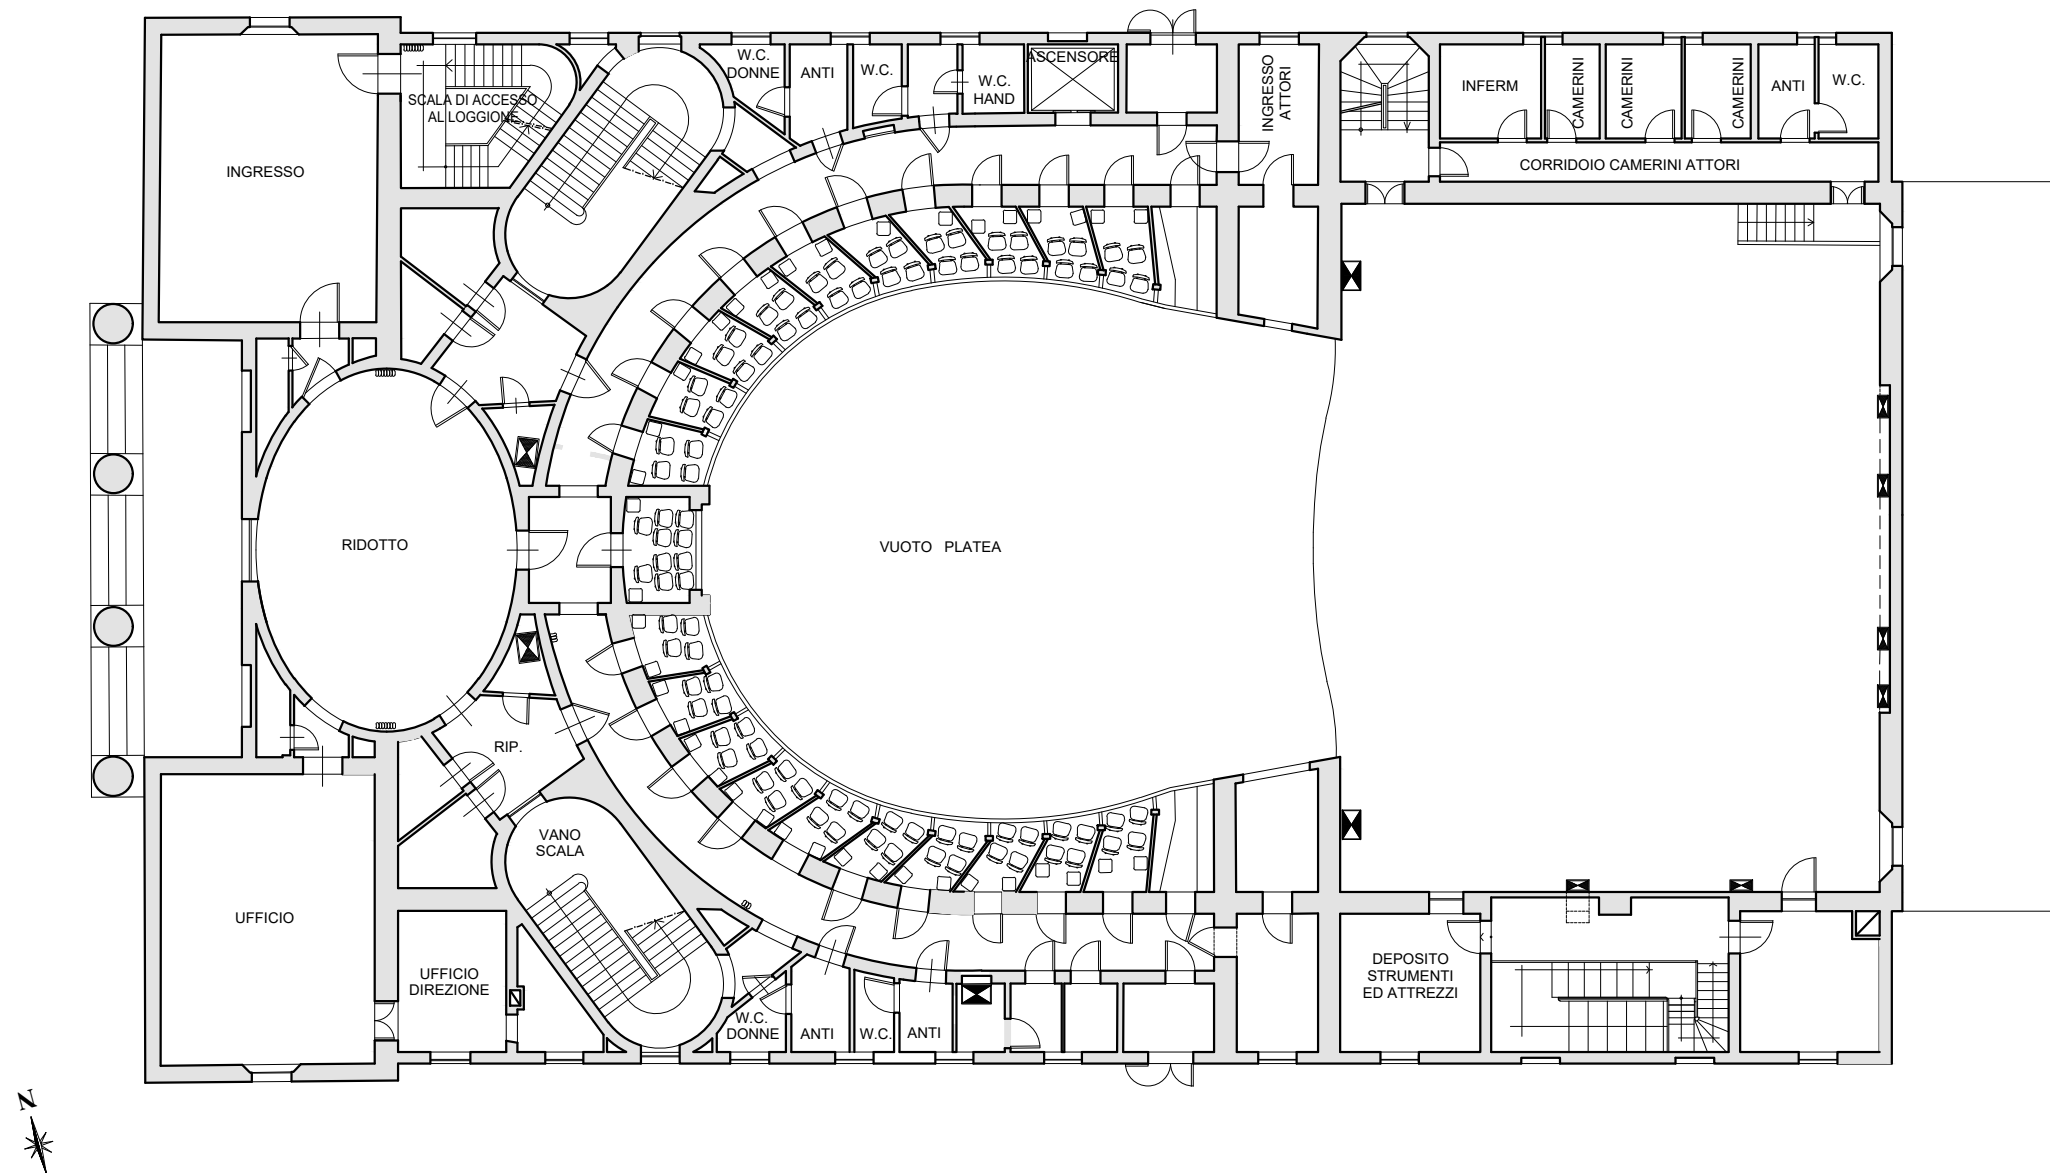 W.C.
DONNE
ANTI
W.C.
W.C.
HAND
ASCENSORE
INGRESSO
ATTORI
INFERM
CAMERINI
CAMERINI
CAMERINI
ANTI
W.C.
SCALA DI ACCESSO
AL LOGGIONE
INGRESSO
CORRIDOIO CAMERINI ATTORI
RIDOTTO
VUOTO PLATEA
RIP.
VANO
SCALA
UFFICIO
UFFICIO
DIREZIONE
DEPOSITO
STRUMENTI
ED ATTREZZI
W.C.
DONNE
ANTI
W.C.
ANTI
N